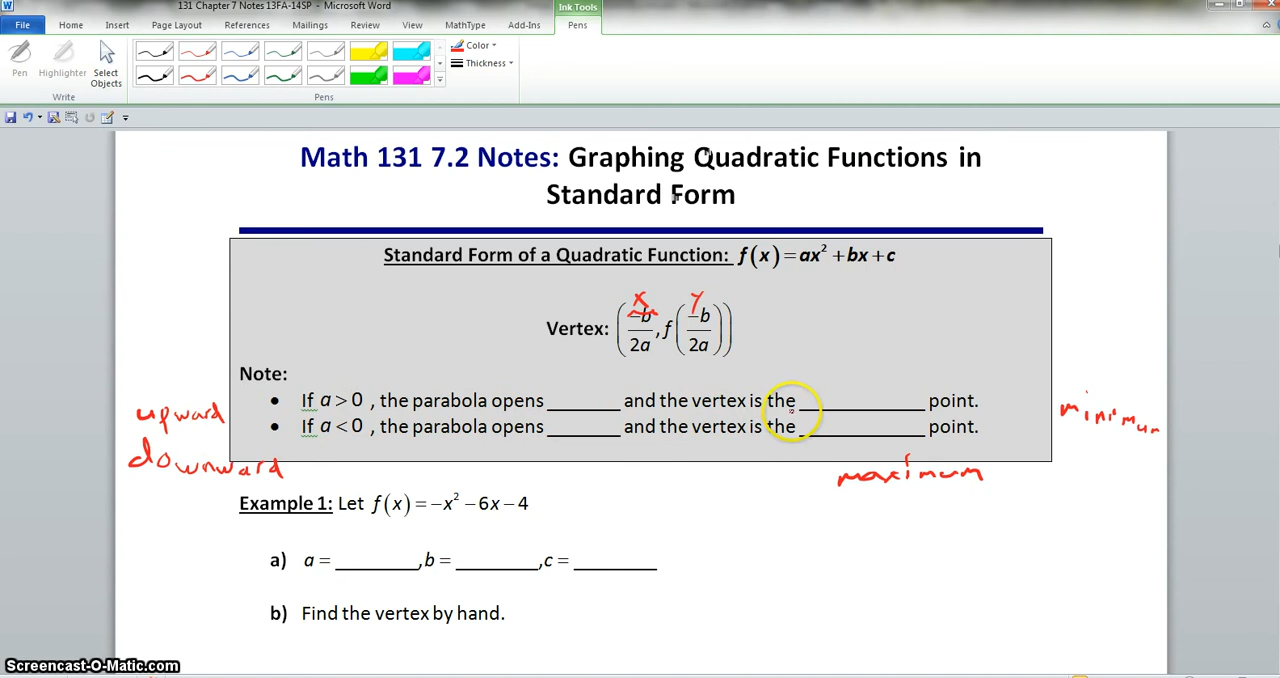 131 Chapter 7 Notes 13FA-14SP - Microsoft Word
Ink Tools
File Home Insert Page Layout References Mailings Review View MathType Add-Ins Pens
Pen Highlighter Select Objects
Color
Thickness
Write Pens
Math 131 7.2 Notes: Graphing Quadratic Functions in
Standard Form
Standard Form of a Quadratic Function: f(x) = ax² + bx + c
x y
Vertex: (-b/2a, f(-b/2a))
Note:
• If a > 0 , the parabola opens ______ and the vertex is the __________ point.
minimum
upward
• If a < 0 , the parabola opens ______ and the vertex is the __________ point.
downward
maximum
Example 1: Let f(x) = -x² - 6x - 4
a) a = ________,b = ________,c = ________
b) Find the vertex by hand.
Screencast-O-Matic.com